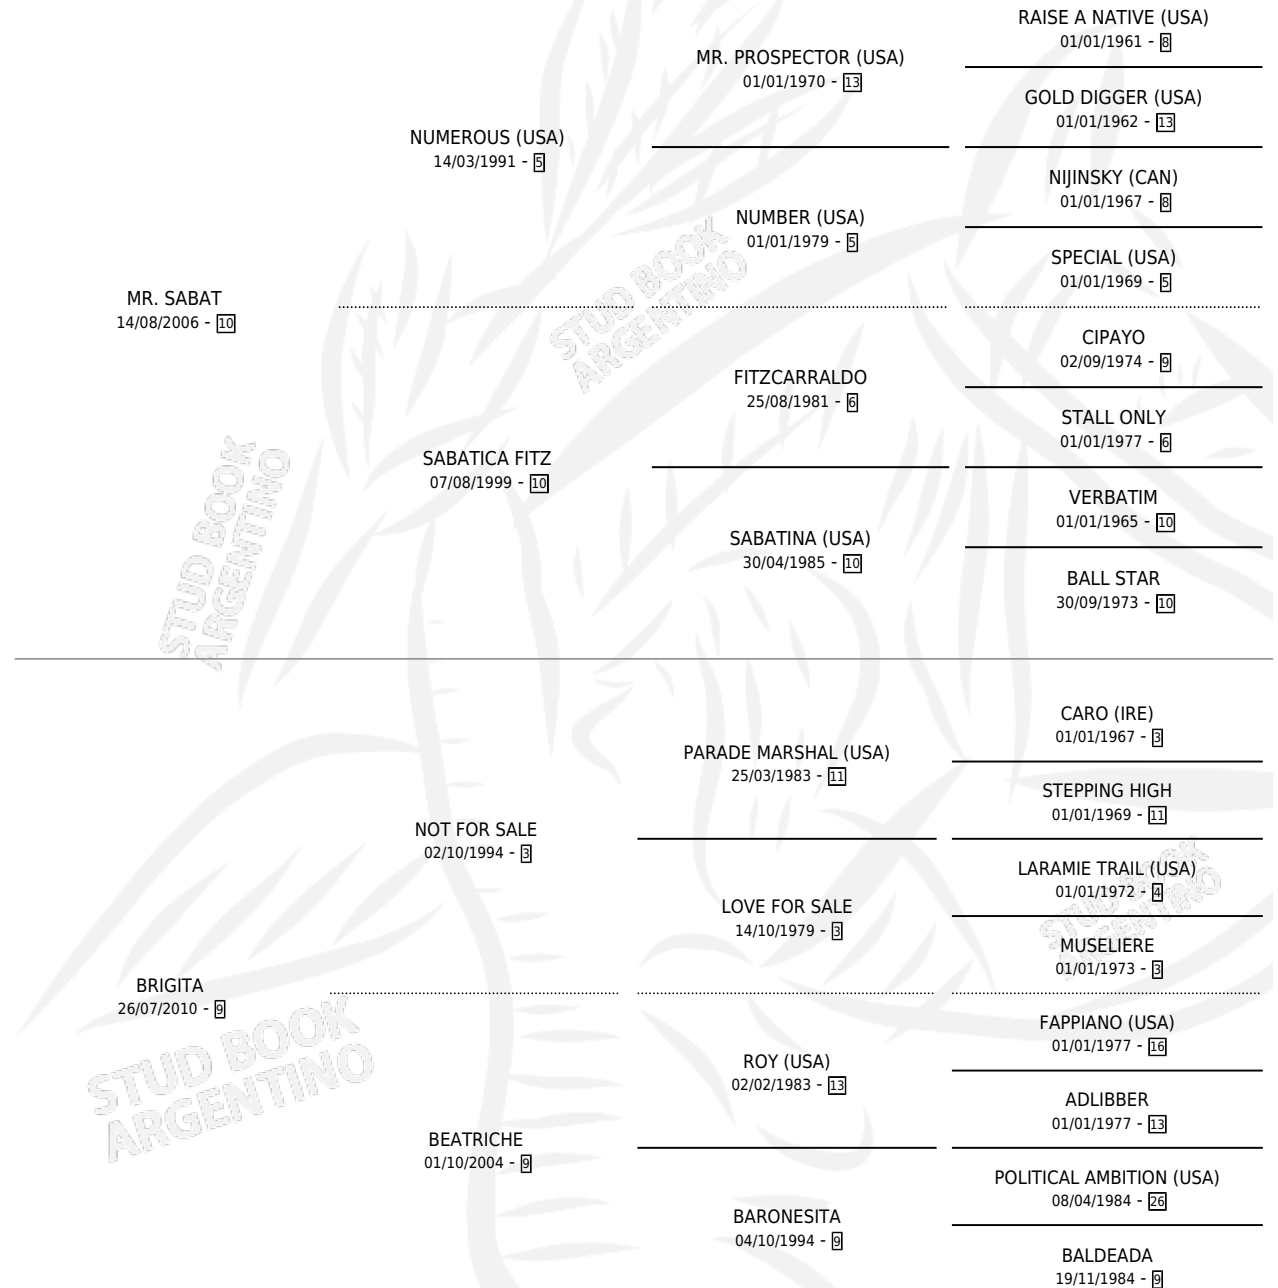 RAISE A NATIVE (USA)
01/01/1961 - 8
MR. PROSPECTOR (USA)
01/01/1970 - 13
GOLD DIGGER (USA)
01/01/1962 - 13
NUMEROUS (USA)
14/03/1991 - 5
NIJINSKY (CAN)
01/01/1967 - 8
NUMBER (USA)
01/01/1979 - 5
SPECIAL (USA)
01/01/1969 - 5
MR. SABAT
14/08/2006 - 10
CIPAYO
02/09/1974 - 9
FITZCARRALDO
25/08/1981 - 6
STALL ONLY
01/01/1977 - 6
SABATICA FITZ
07/08/1999 - 10
VERBATIM
01/01/1965 - 10
SABATINA (USA)
30/04/1985 - 10
BALL STAR
30/09/1973 - 10
CARO (IRE)
01/01/1967 - 3
PARADE MARSHAL (USA)
25/03/1983 - 11
STEPPING HIGH
01/01/1969 - 11
NOT FOR SALE
02/10/1994 - 3
LARAMIE TRAIL (USA)
01/01/1972 - 4
LOVE FOR SALE
14/10/1979 - 3
MUSELIERE
01/01/1973 - 3
BRIGITA
26/07/2010 - 9
FAPPIANO (USA)
01/01/1977 - 16
ROY (USA)
02/02/1983 - 13
ADLIBBER
01/01/1977 - 13
BEATRICHE
01/10/2004 - 9
POLITICAL AMBITION (USA)
08/04/1984 - 26
BARONESITA
04/10/1994 - 9
BALDEADA
19/11/1984 - 9
STUD BOOK
ARGENTINO
STUD BOOK
ARGENTINO
STUD BOOK
ARGENTINO
STUD BOOK
ARGENTINO